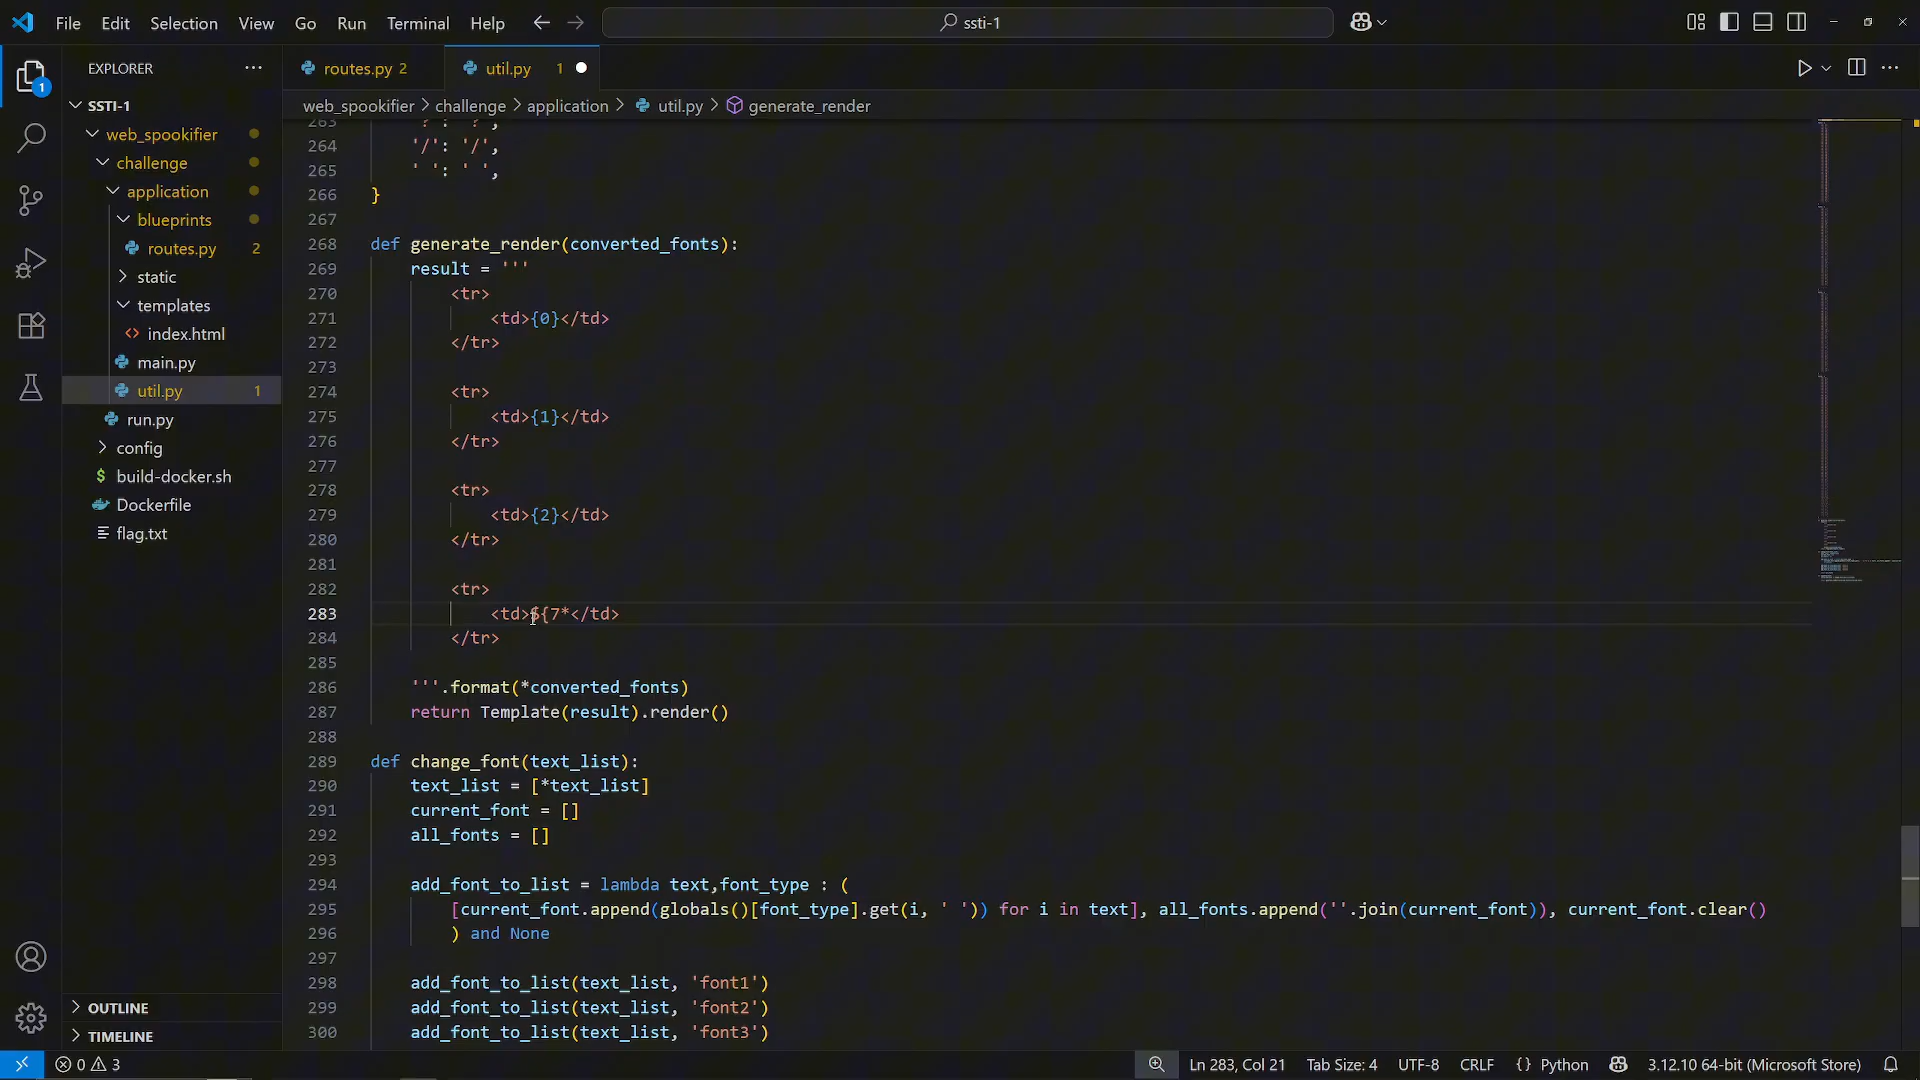 File Edit Selection View Go Run Terminal Help
ssti-1
EXPLORER
routes.py 2
util.py 1
web_spookifier > challenge > application > util.py > generate_render
1
SSTI-1
web_spookifier
challenge
application
blueprints
routes.py 2
static
templates
index.html
main.py
util.py 1
run.py
config
build-docker.sh
Dockerfile
flag.txt
OUTLINE
TIMELINE
263 '?': '?',
264 '/': '/',
265 ' ': ' ',
266 }
267
268 def generate_render(converted_fonts):
269 result = '''
270 <tr>
271 <td>{0}</td>
272 </tr>
273
274 <tr>
275 <td>{1}</td>
276 </tr>
277
278 <tr>
279 <td>{2}</td>
280 </tr>
281
282 <tr>
283 <td>${7*</td>
284 </tr>
285
286 '''.format(*converted_fonts)
287 return Template(result).render()
288
289 def change_font(text_list):
290 text_list = [*text_list]
291 current_font = []
292 all_fonts = []
293
294 add_font_to_list = lambda text,font_type : (
295 [current_font.append(globals()[font_type].get(i, ' ')) for i in text], all_fonts.append(''.join(current_font)), current_font.clear()
296 ) and None
297
298 add_font_to_list(text_list, 'font1')
299 add_font_to_list(text_list, 'font2')
300 add_font_to_list(text_list, 'font3')
0 3 Ln 283, Col 21 Tab Size: 4 UTF-8 CRLF {} Python 3.12.10 64-bit (Microsoft Store)